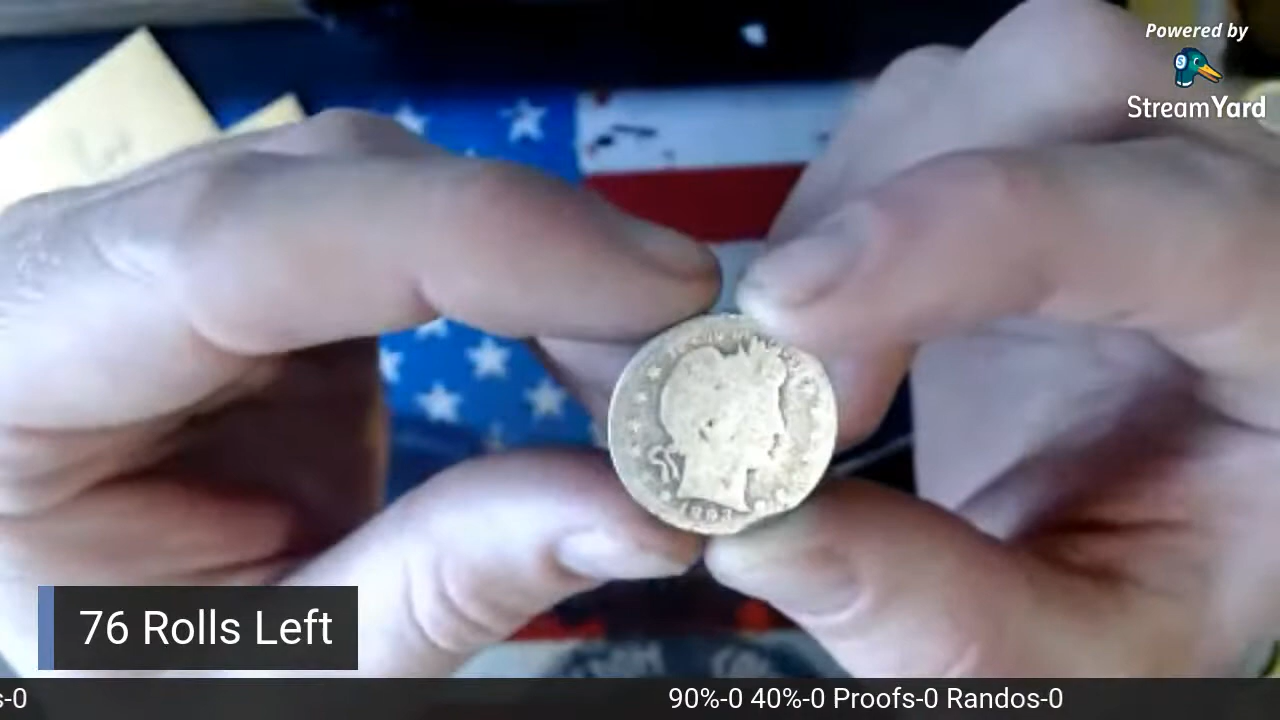 Powered by
StreamYard
76 Rolls Left
s-0
90%-0 40%-0 Proofs-0 Randos-0